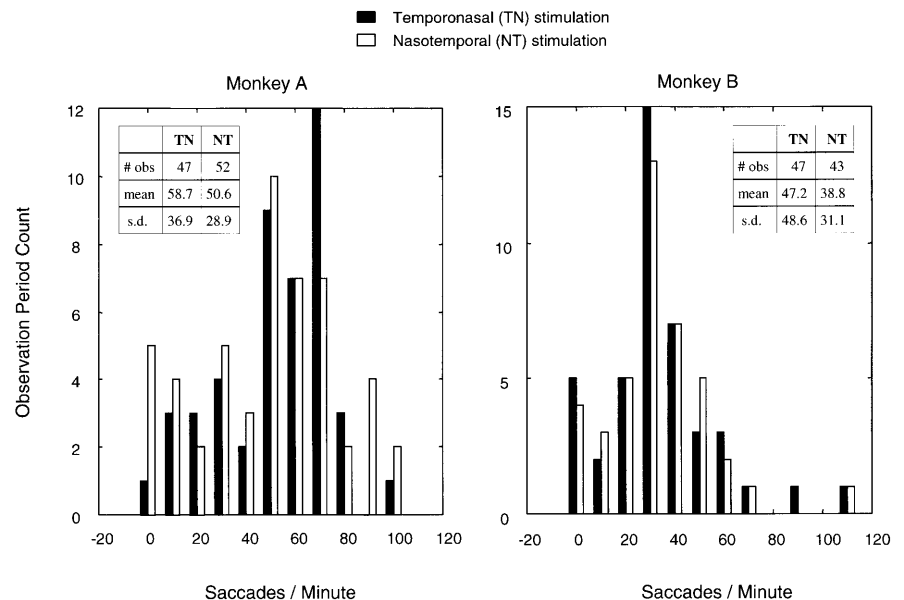 Temporonasal (TN) stimulation
Nasotemporal (NT) stimulation
Monkey A
12
10
8
6
4
2
0
TN NT
# obs 47 52
mean 58.7 50.6
s.d. 36.9 28.9
-20 0 20 40 60 80 100 120
Saccades / Minute
Observation Period Count
Monkey B
15
10
5
0
TN NT
# obs 47 43
mean 47.2 38.8
s.d. 48.6 31.1
-20 0 20 40 60 80 100 120
Saccades / Minute